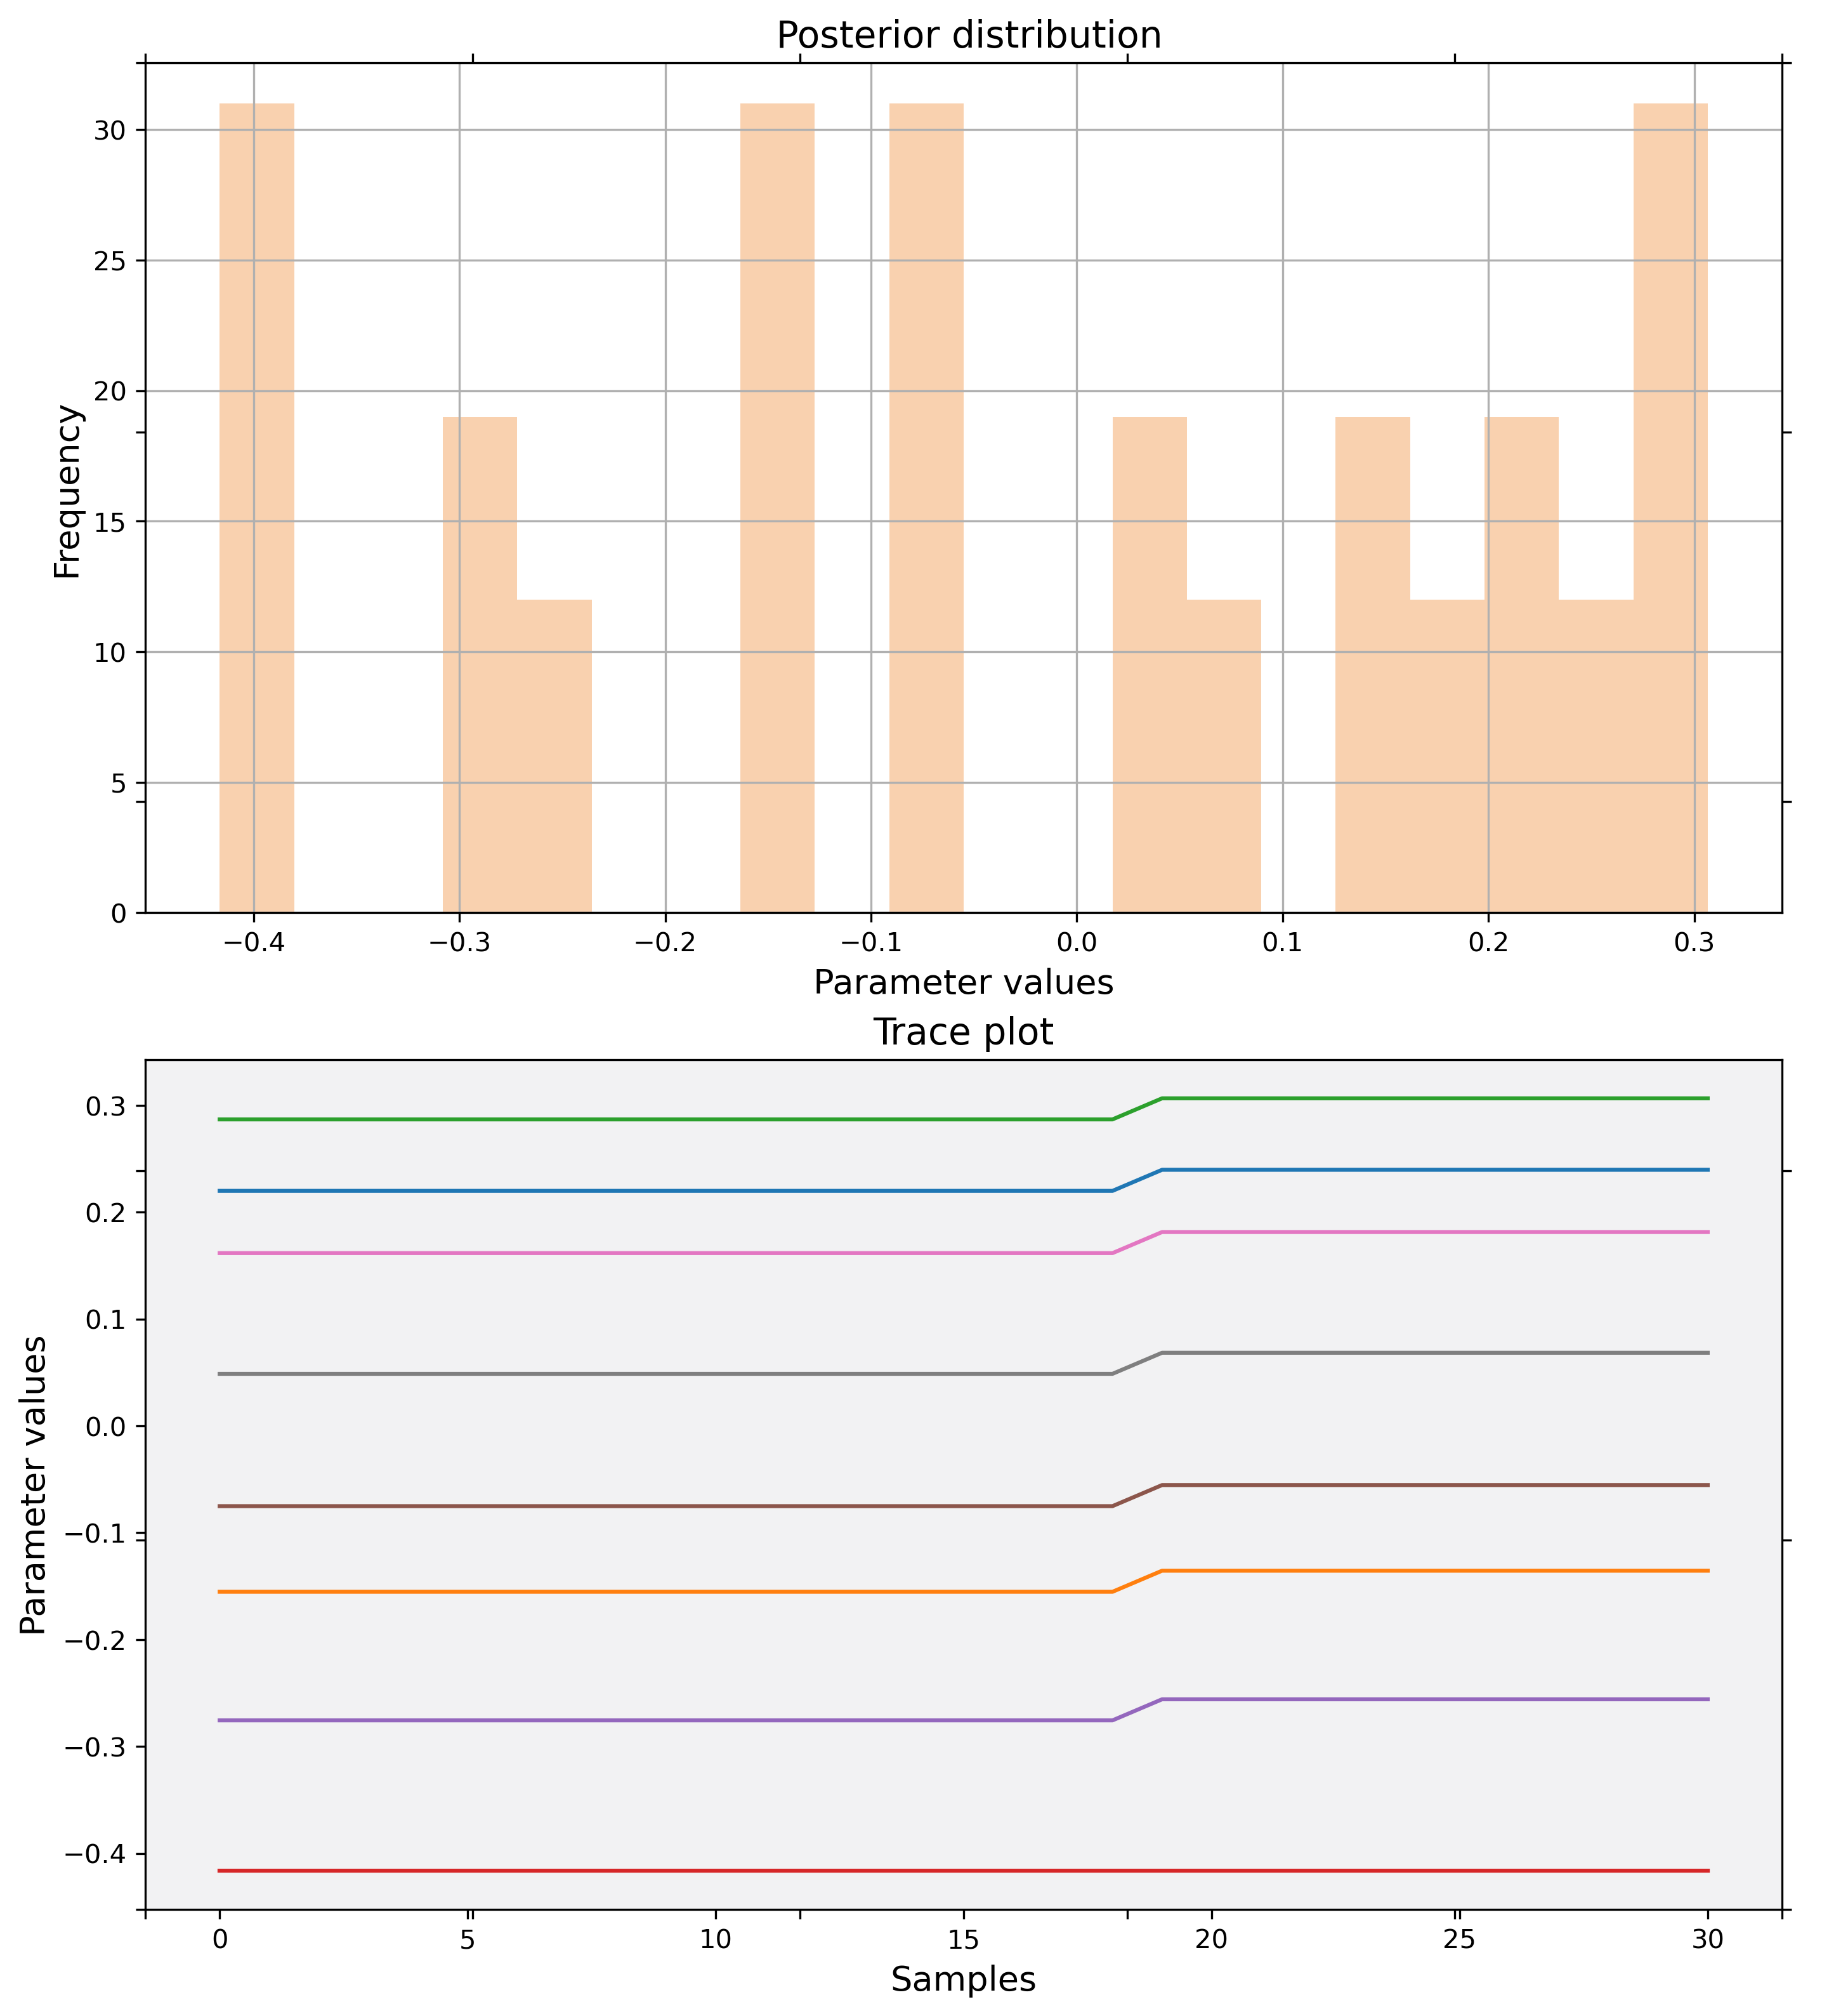 Posterior distribution
30
25
20
15
10
5
0
Frequency
−0.4 −0.3 −0.2 −0.1 0.0 0.1 0.2 0.3
Parameter values
Trace plot
0.3
0.2
0.1
0.0
−0.1
−0.2
−0.3
−0.4
Parameter values
0 5 10 15 20 25 30
Samples